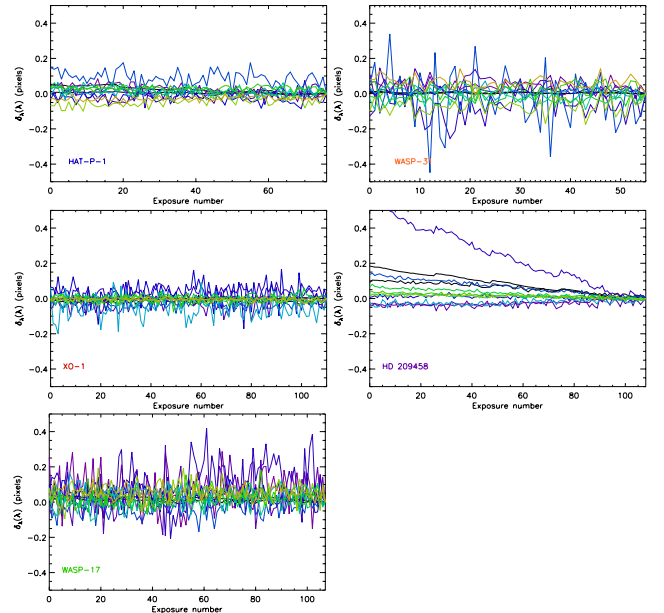 δλ(λ) (pixels)
0.4
0.2
0.0
-0.2
-0.4
HAT-P-1
0 20 40 60
Exposure number
δλ(λ) (pixels)
0.4
0.2
0.0
-0.2
-0.4
0 10 20 30 40 50
Exposure number
δλ(λ) (pixels)
0.4
0.2
0.0
-0.2
-0.4
XO-1
0 20 40 60 80 100
Exposure number
δλ(λ) (pixels)
0.4
0.2
0.0
-0.2
-0.4
HD 209458
0 20 40 60 80 100
Exposure number
δλ(λ) (pixels)
0.4
0.2
0.0
-0.2
-0.4
WASP-17
0 20 40 60 80 100
Exposure number